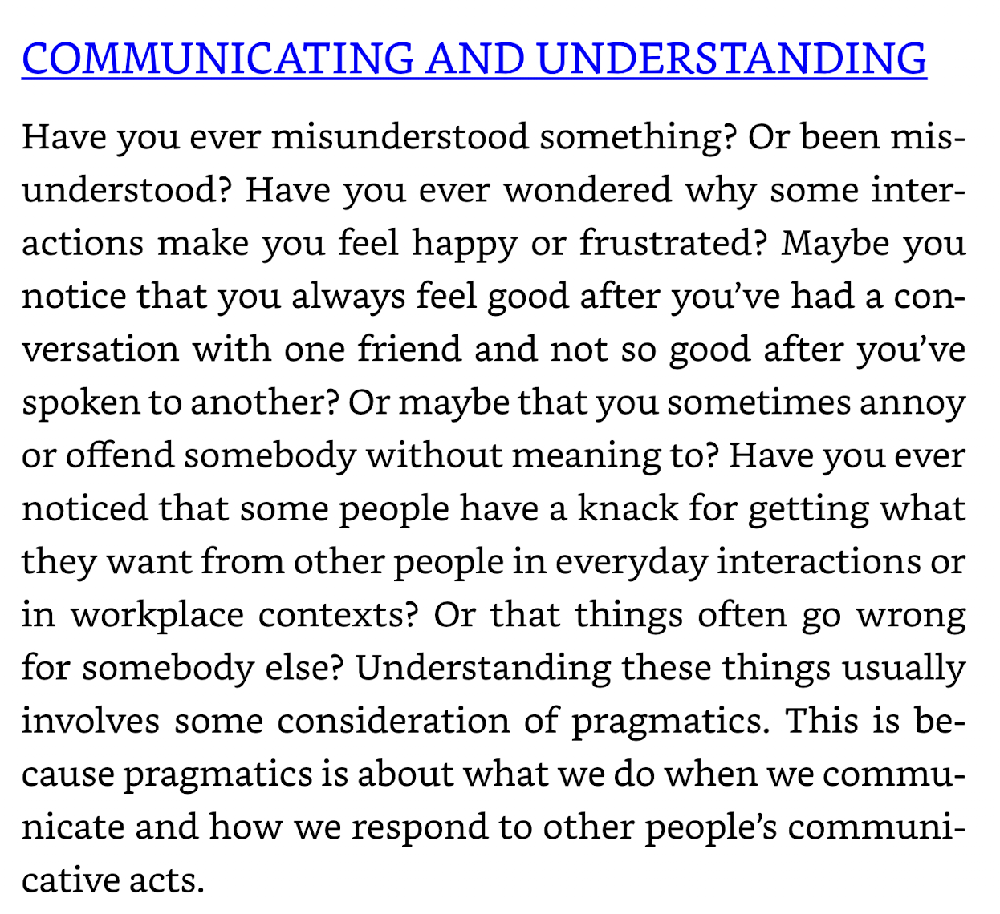 COMMUNICATING AND UNDERSTANDING
Have you ever misunderstood something? Or been mis-
understood? Have you ever wondered why some inter-
actions make you feel happy or frustrated? Maybe you
notice that you always feel good after you’ve had a con-
versation with one friend and not so good after you’ve
spoken to another? Or maybe that you sometimes annoy
or offend somebody without meaning to? Have you ever
noticed that some people have a knack for getting what
they want from other people in everyday interactions or
in workplace contexts? Or that things often go wrong
for somebody else? Understanding these things usually
involves some consideration of pragmatics. This is be-
cause pragmatics is about what we do when we commu-
nicate and how we respond to other people’s communi-
cative acts.